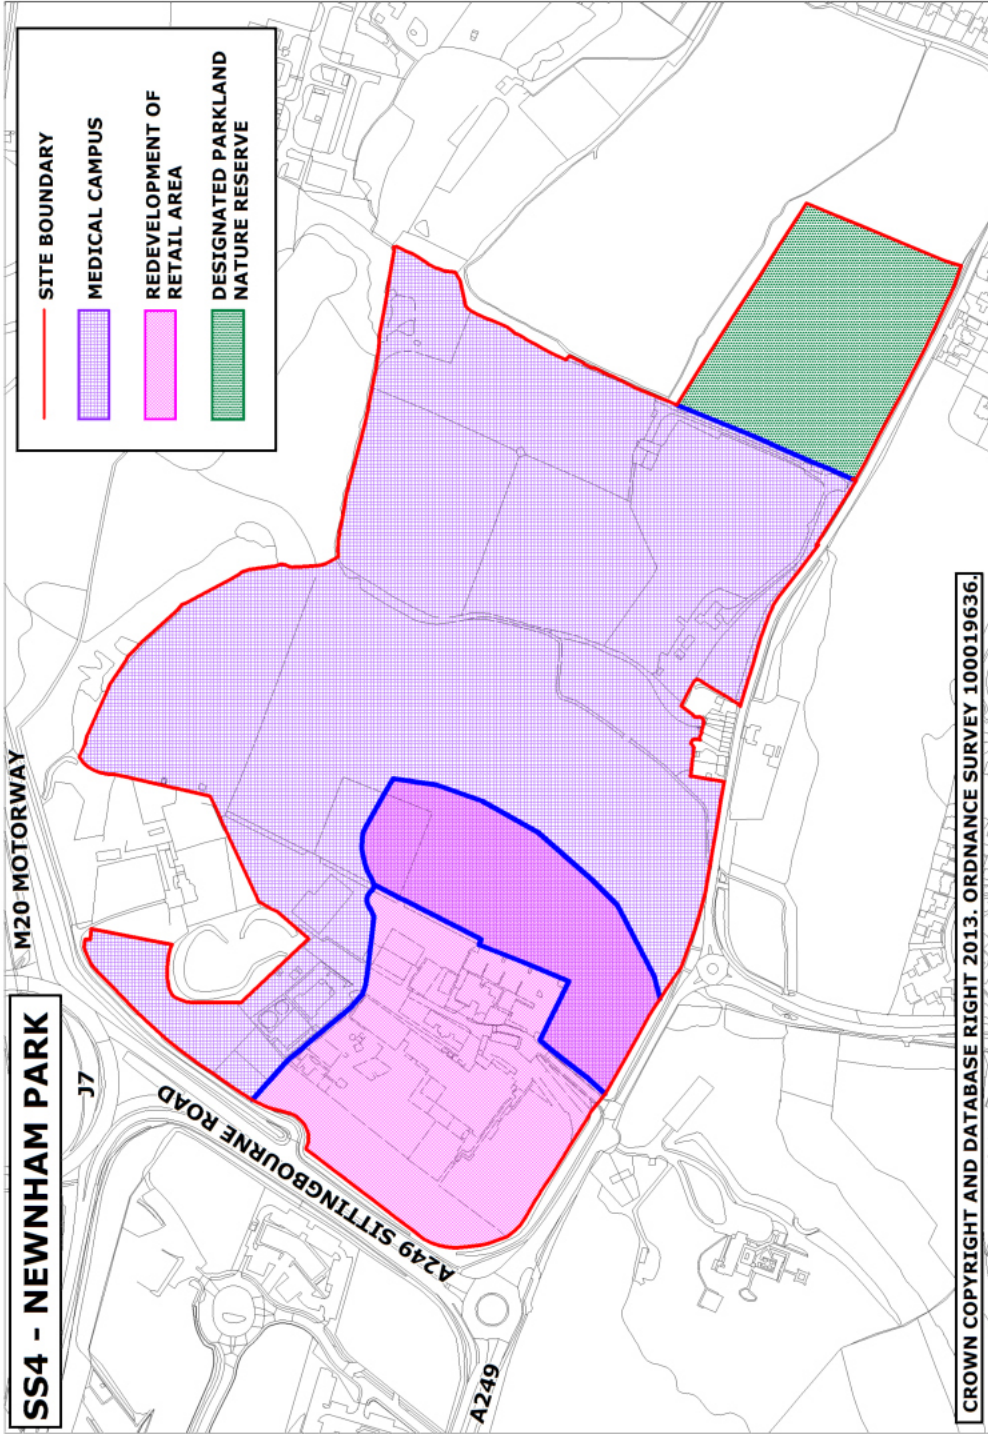 SS4 - NEWNHAM PARK
M20 MOTORWAY
J7
A249 SITTINGBOURNE ROAD
A249
SITE BOUNDARY
MEDICAL CAMPUS
REDEVELOPMENT OF
RETAIL AREA
DESIGNATED PARKLAND
NATURE RESERVE
CROWN COPYRIGHT AND DATABASE RIGHT 2013. ORDNANCE SURVEY 100019636.